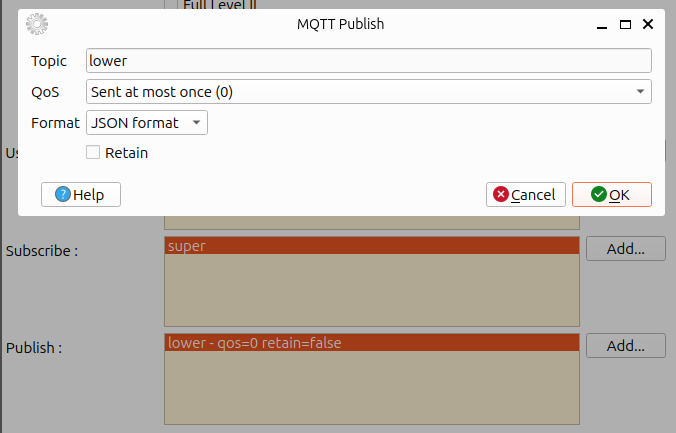 Full Level II
MQTT Publish
Topic lower
QoS Sent at most once (0)
Format JSON format
Retain
Help Cancel OK
Subscribe : super Add...
Publish : lower - qos=0 retain=false Add...